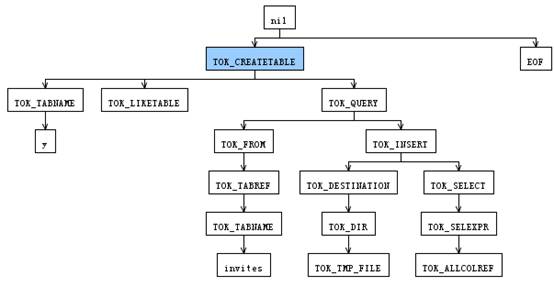 nil
TOK_CREATETABLE
EOF
TOK_TABNAME
TOK_LIKETABLE
TOK_QUERY
y
TOK_FROM
TOK_INSERT
TOK_TABREF
TOK_DESTINATION
TOK_SELECT
TOK_TABNAME
TOK_DIR
TOK_SELEXPR
invites
TOK_TMP_FILE
TOK_ALLCOLREF